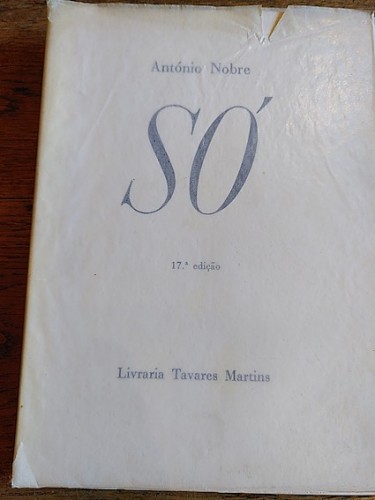 António Nobre
SÓ
17.ª edição
Livraria Tavares Martins